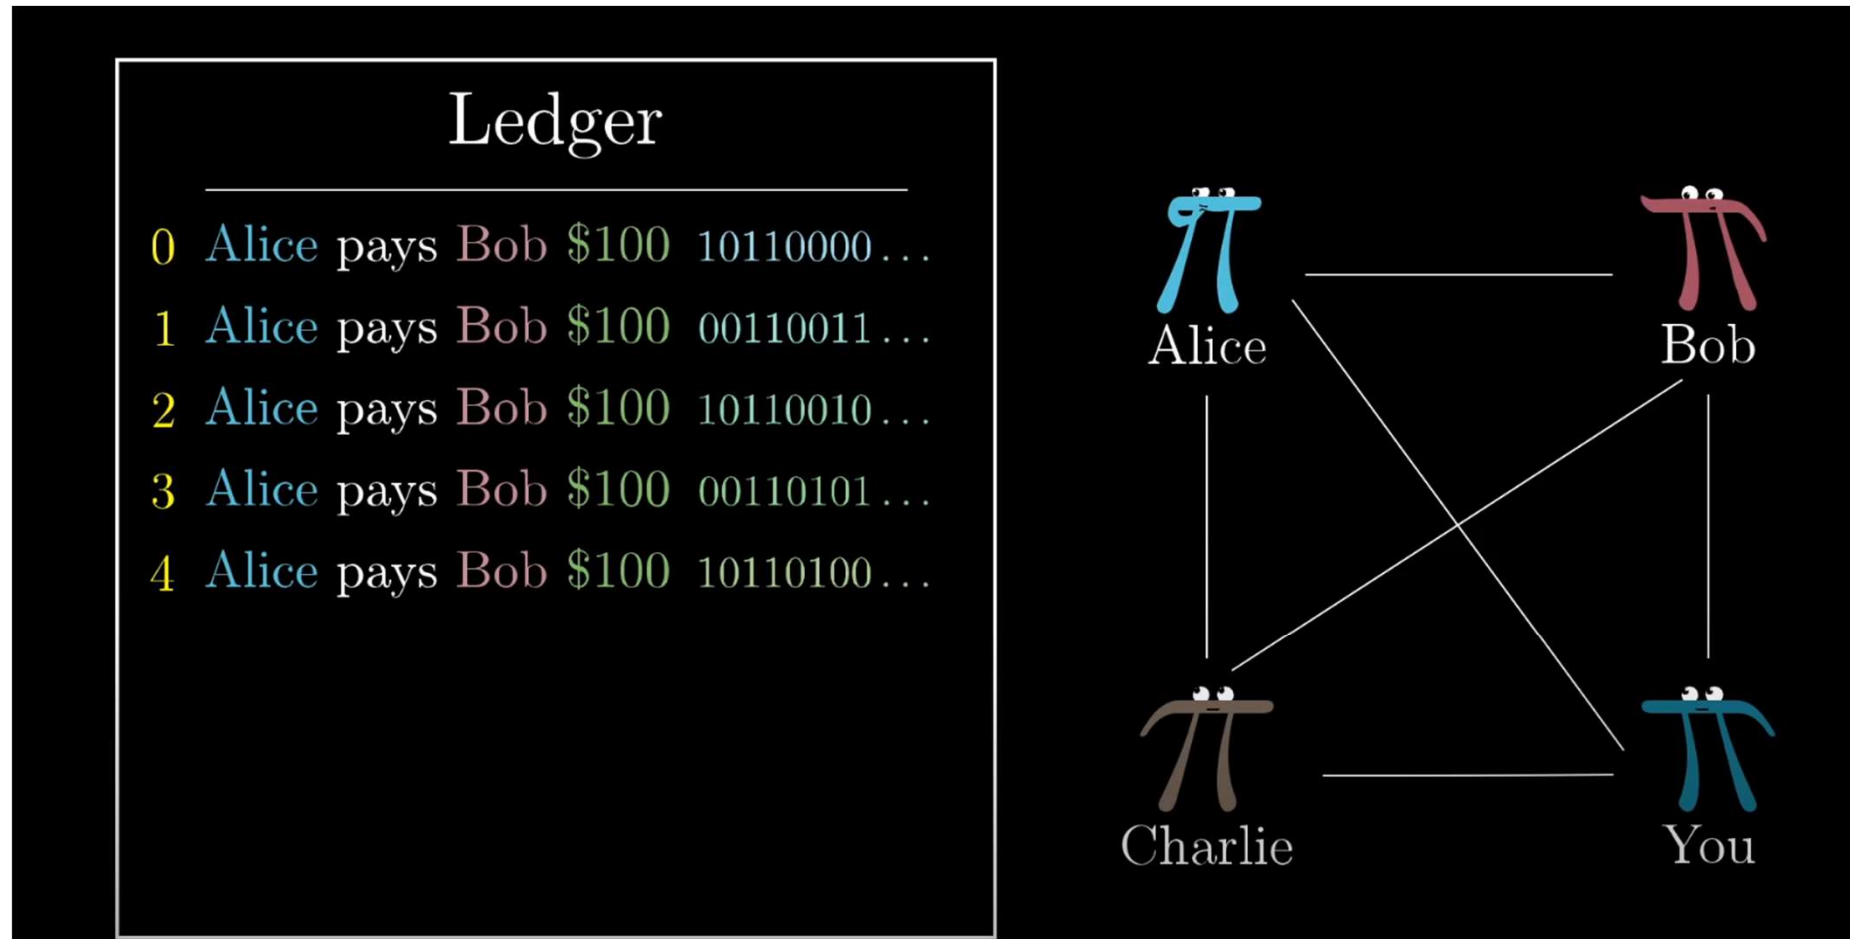 Ledger
0 Alice pays Bob $100 10110000...
1 Alice pays Bob $100 00110011...
2 Alice pays Bob $100 10110010...
3 Alice pays Bob $100 00110101...
4 Alice pays Bob $100 10110100...
Alice
Bob
Charlie
You